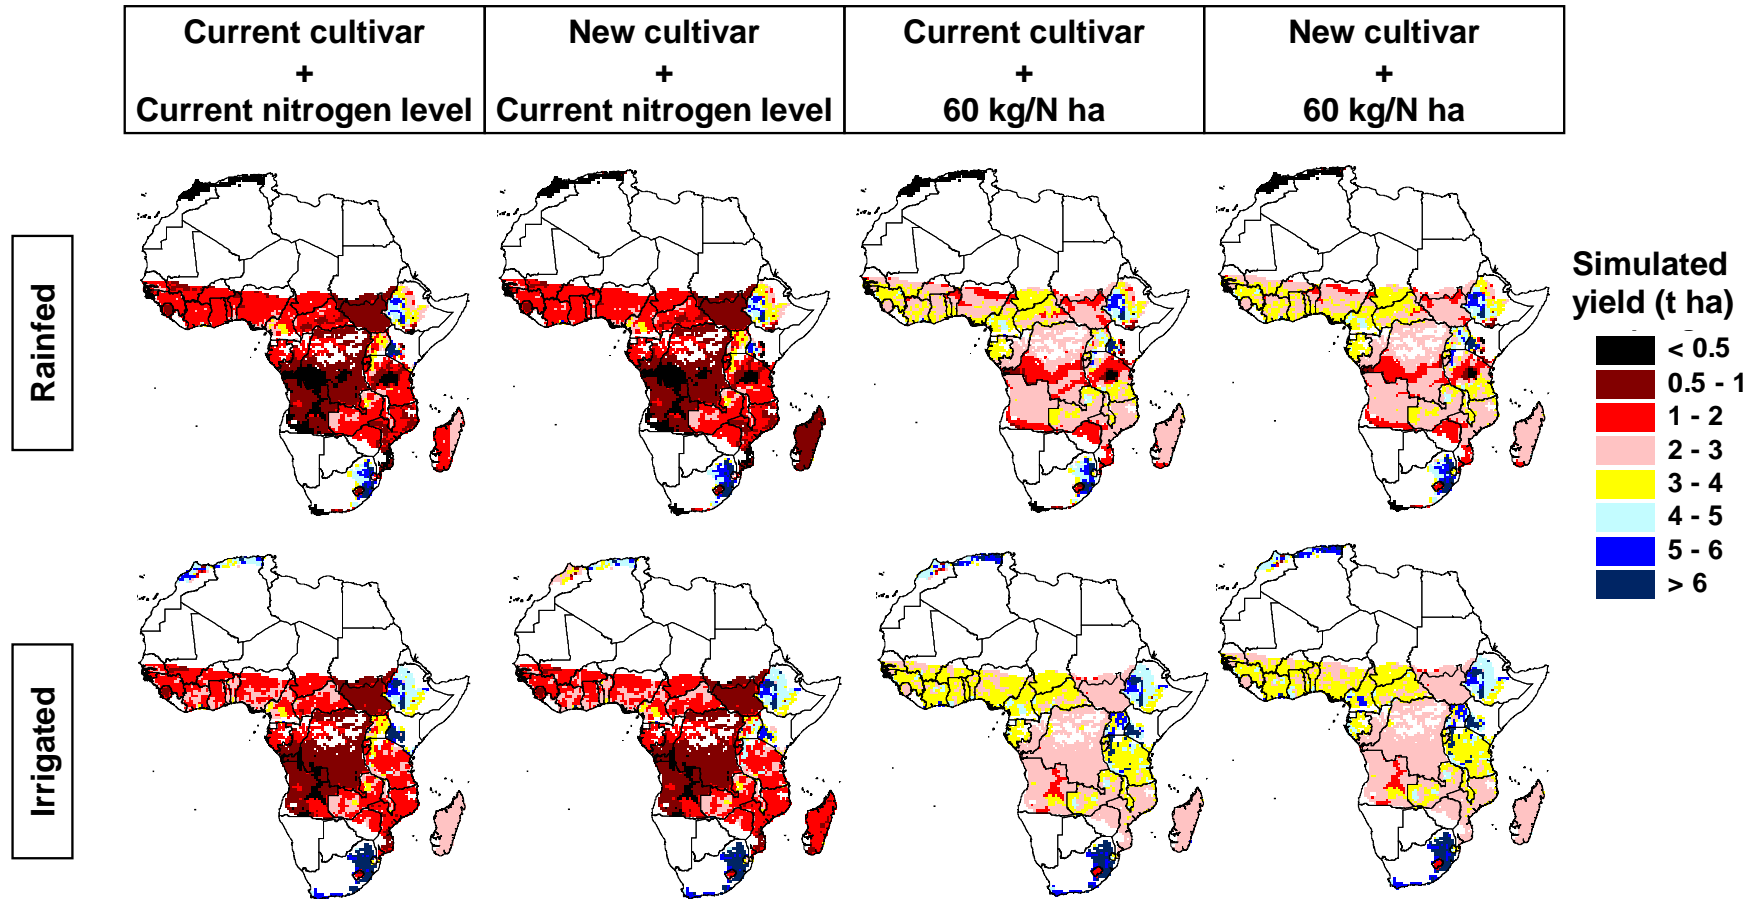 Current cultivar
+
Current nitrogen level
New cultivar
+
Current nitrogen level
Current cultivar
+
60 kg/N ha
New cultivar
+
60 kg/N ha
Rainfed
Irrigated
Simulated
yield (t ha)
< 0.5
0.5 - 1
1 - 2
2 - 3
3 - 4
4 - 5
5 - 6
> 6